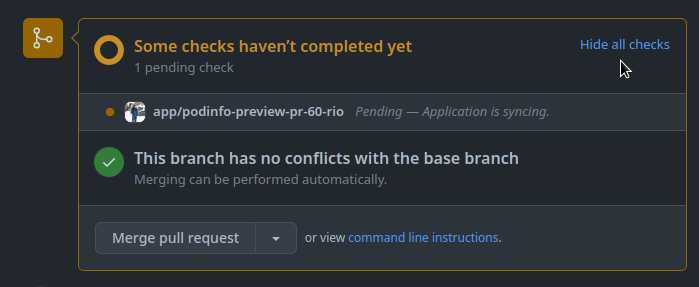 Some checks haven’t completed yet
Hide all checks
1 pending check
app/podinfo-preview-pr-60-rio Pending — Application is syncing.
This branch has no conflicts with the base branch
Merging can be performed automatically.
Merge pull request
or view command line instructions.